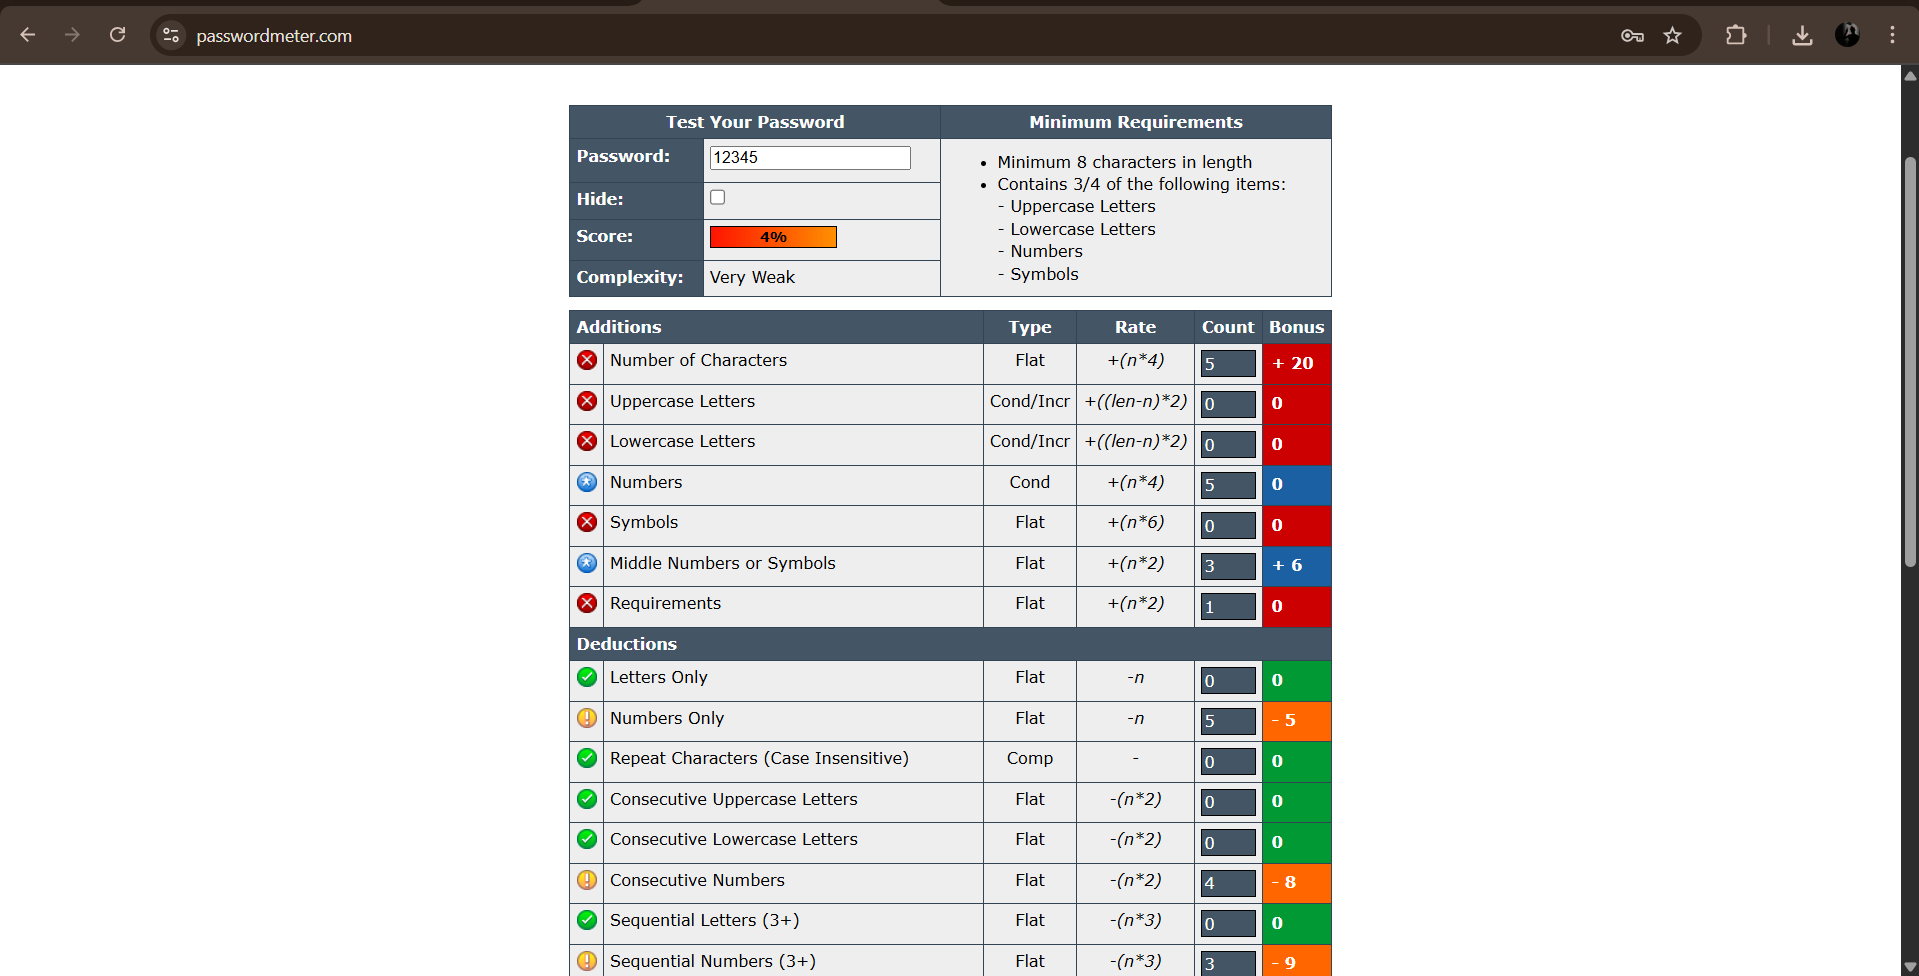 passwordmeter.com
Test Your Password Minimum Requirements
Password: 12345
Hide:
Score: 4%
Complexity: Very Weak
• Minimum 8 characters in length
• Contains 3/4 of the following items:
- Uppercase Letters
- Lowercase Letters
- Numbers
- Symbols
Additions Type Rate Count Bonus
Number of Characters Flat +(n*4) 5 + 20
Uppercase Letters Cond/Incr +((len-n)*2) 0 0
Lowercase Letters Cond/Incr +((len-n)*2) 0 0
Numbers Cond +(n*4) 5 0
Symbols Flat +(n*6) 0 0
Middle Numbers or Symbols Flat +(n*2) 3 + 6
Requirements Flat +(n*2) 1 0
Deductions
Letters Only Flat -n 0 0
Numbers Only Flat -n 5 - 5
Repeat Characters (Case Insensitive) Comp - 0 0
Consecutive Uppercase Letters Flat -(n*2) 0 0
Consecutive Lowercase Letters Flat -(n*2) 0 0
Consecutive Numbers Flat -(n*2) 4 - 8
Sequential Letters (3+) Flat -(n*3) 0 0
Sequential Numbers (3+) Flat -(n*3) 3 - 9